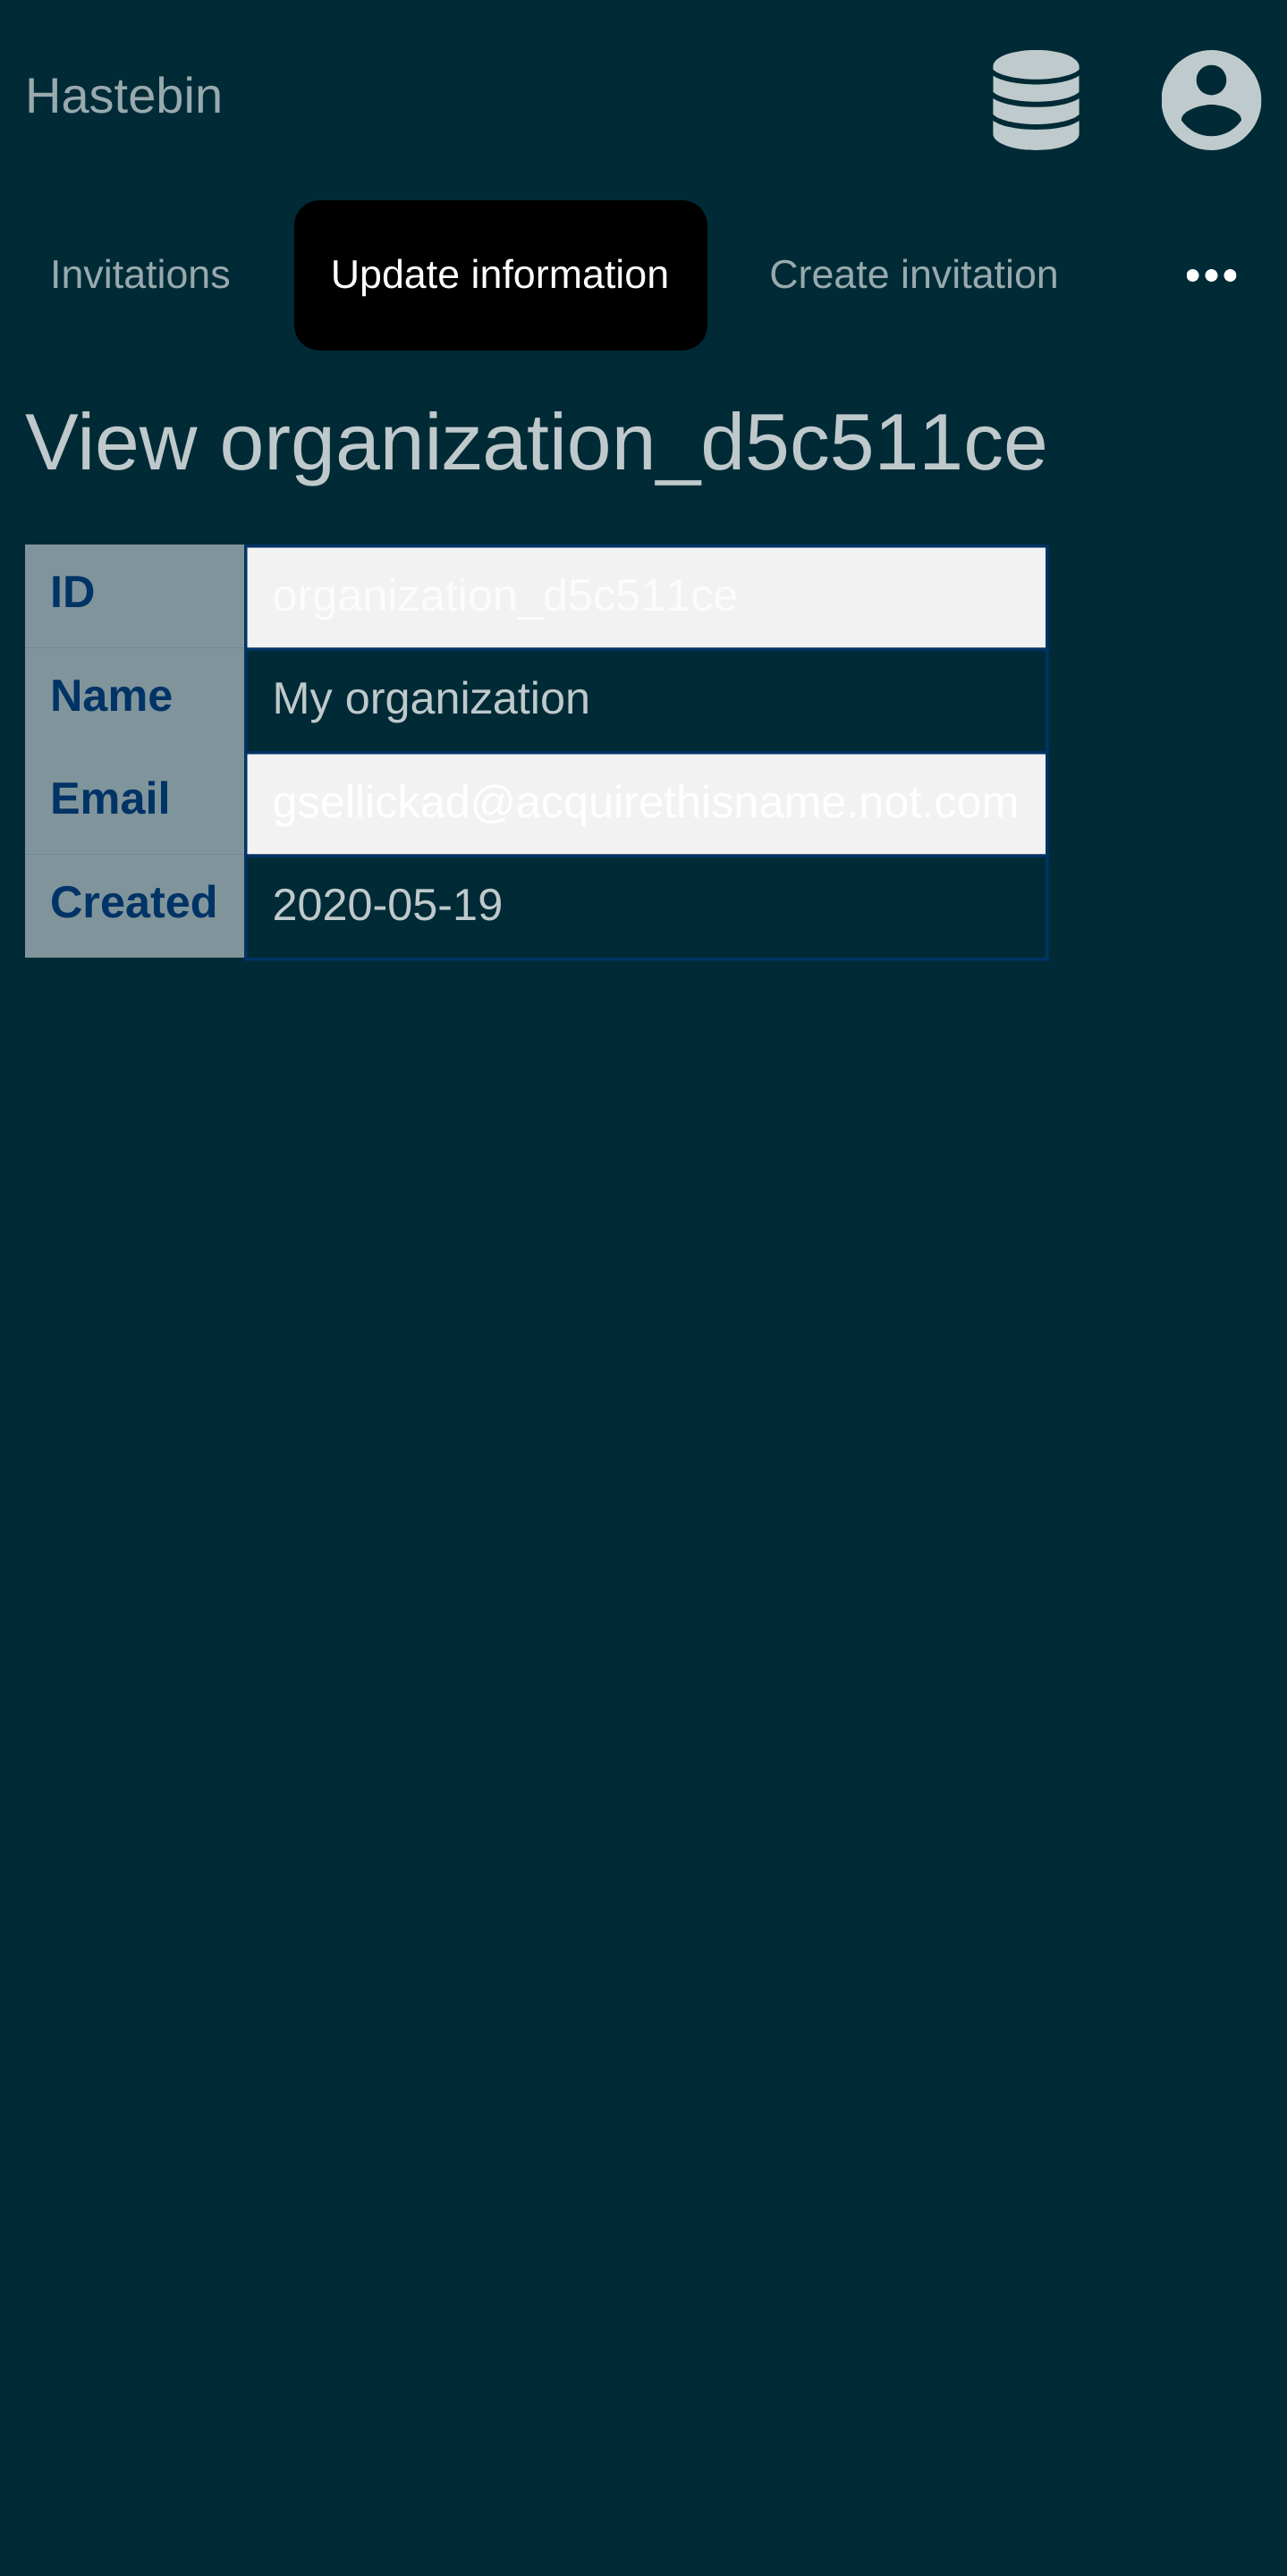 Hastebin
Invitations Update information Create invitation
View organization_d5c511ce
ID organization_d5c511ce
Name My organization
Email gsellickad@acquirethisname.not.com
Created 2020-05-19